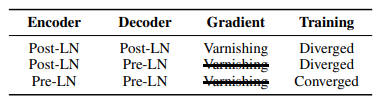 Encoder Decoder Gradient Training
Post-LN Post-LN Varnishing Diverged
Post-LN Pre-LN Varnishing Diverged
Pre-LN Pre-LN Varnishing Converged